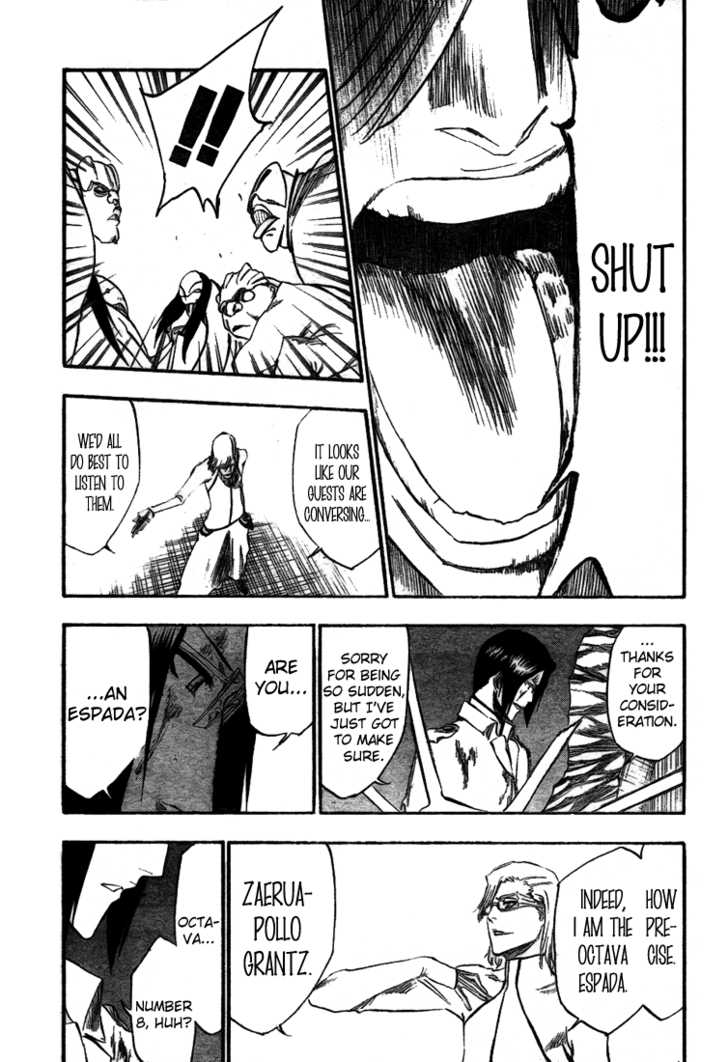 SHUT
UP!!!
!!
IT LOOKS
LIKE OUR
GUESTS ARE
CONVERSING...
WE'D ALL
DO BEST TO
LISTEN TO
THEM.
...
THANKS
FOR
YOUR
CONSID-
ERATION.
SORRY
FOR BEING
SO SUDDEN,
BUT I'VE
JUST GOT
TO MAKE
SURE.
ARE
YOU...
...AN
ESPADA?
HOW
PRE-
CISE.
INDEED,
I AM THE
OCTAVA
ESPADA.
ZAERUA-
POLLO
GRANTZ.
OCTA-
VA...
NUMBER
8, HUH?